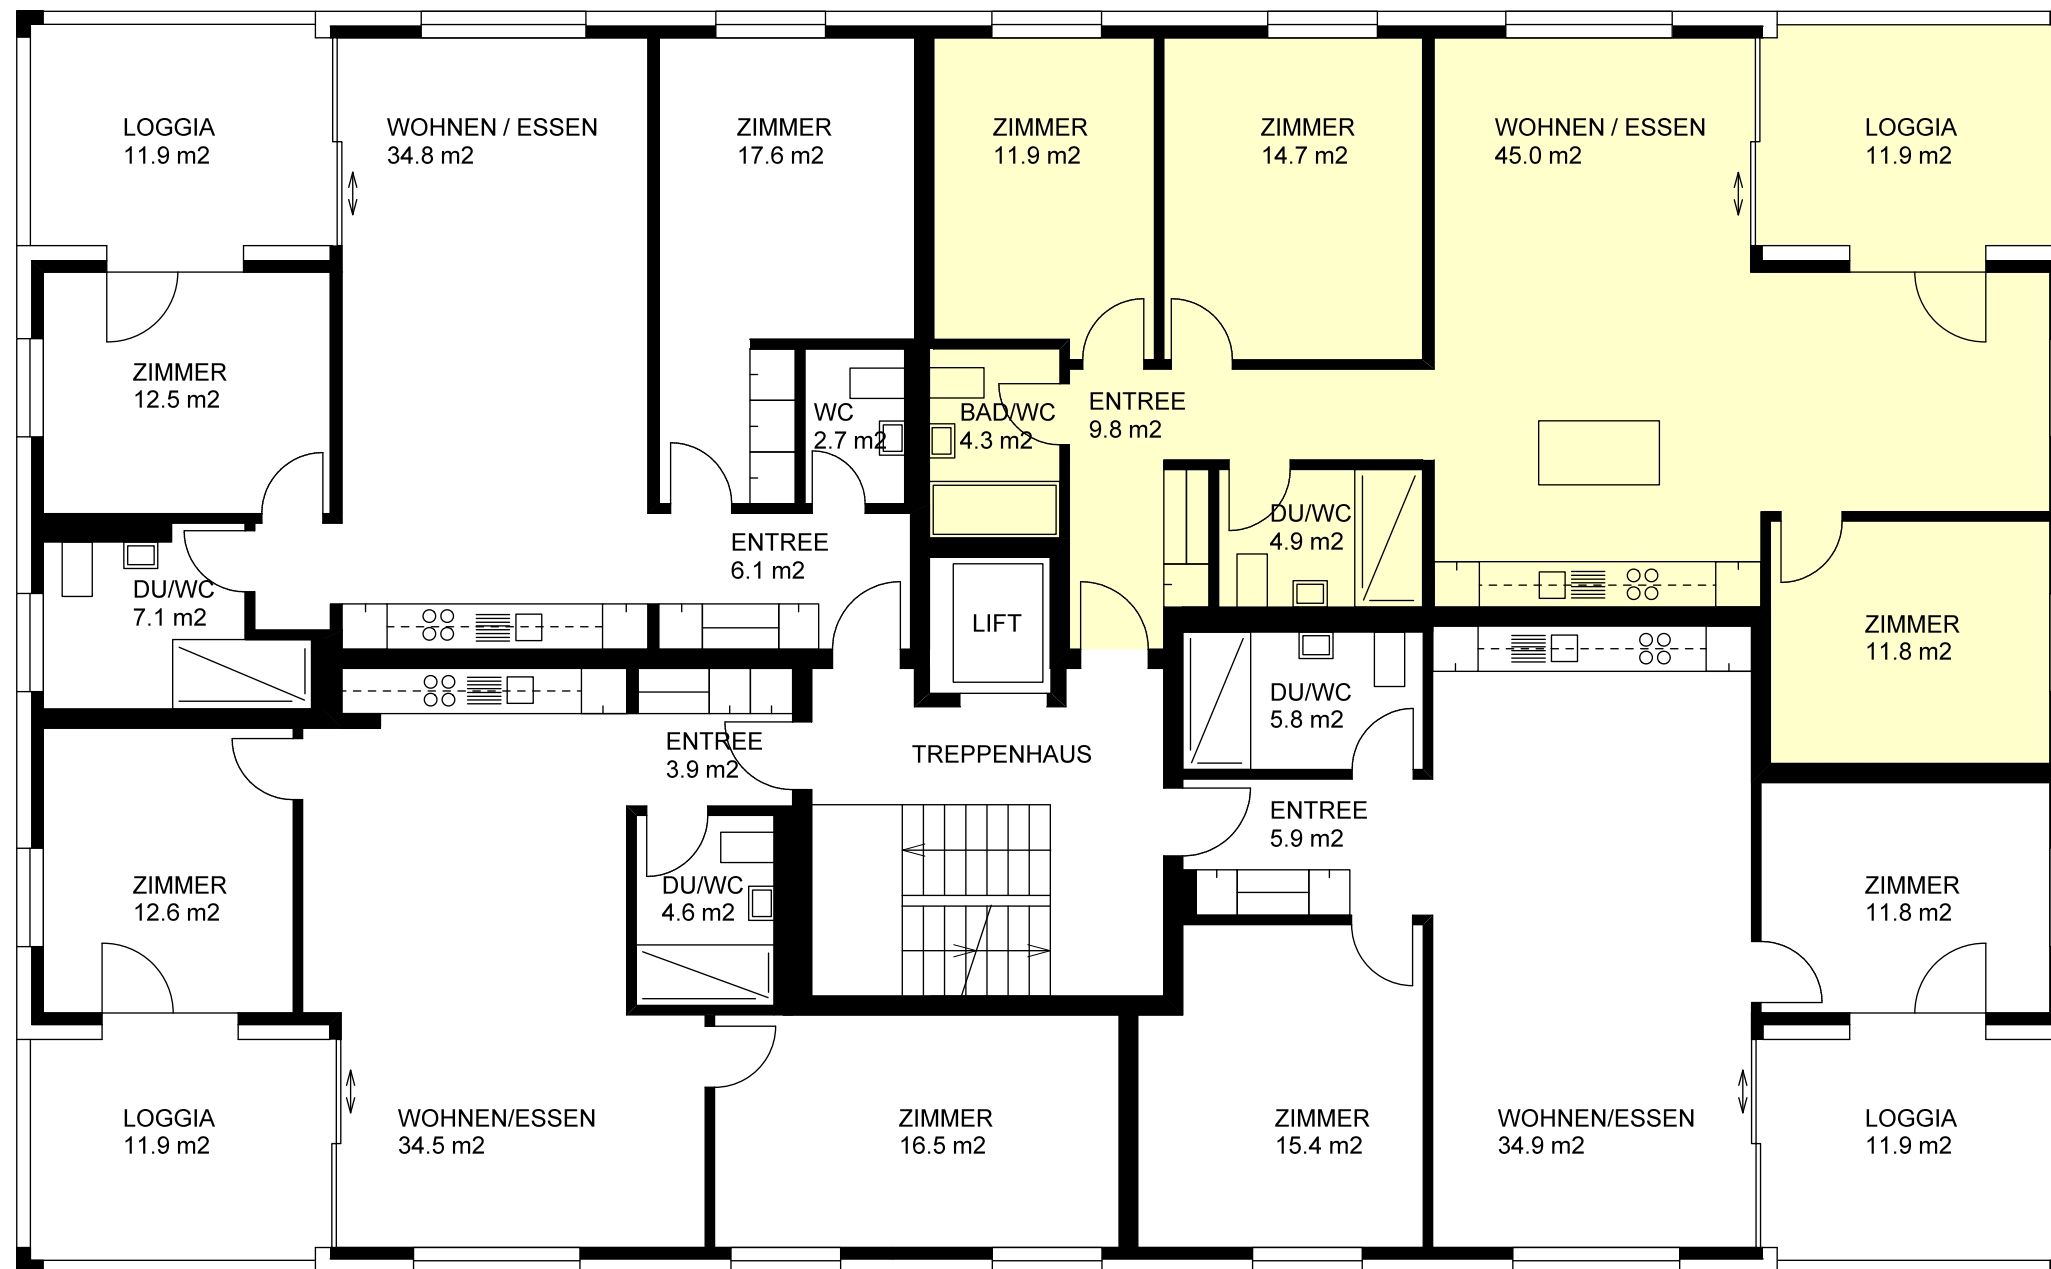 LOGGIA
11.9 m2
WOHNEN / ESSEN
34.8 m2
ZIMMER
17.6 m2
ZIMMER
11.9 m2
ZIMMER
14.7 m2
WOHNEN / ESSEN
45.0 m2
LOGGIA
11.9 m2
ZIMMER
12.5 m2
WC
2.7 m2
BAD/WC
4.3 m2
ENTREE
9.8 m2
ENTREE
6.1 m2
DU/WC
4.9 m2
DU/WC
7.1 m2
LIFT
ZIMMER
11.8 m2
ENTREE
3.9 m2
TREPPENHAUS
DU/WC
5.8 m2
ENTREE
5.9 m2
ZIMMER
12.6 m2
DU/WC
4.6 m2
ZIMMER
11.8 m2
LOGGIA
11.9 m2
WOHNEN/ESSEN
34.5 m2
ZIMMER
16.5 m2
ZIMMER
15.4 m2
WOHNEN/ESSEN
34.9 m2
LOGGIA
11.9 m2